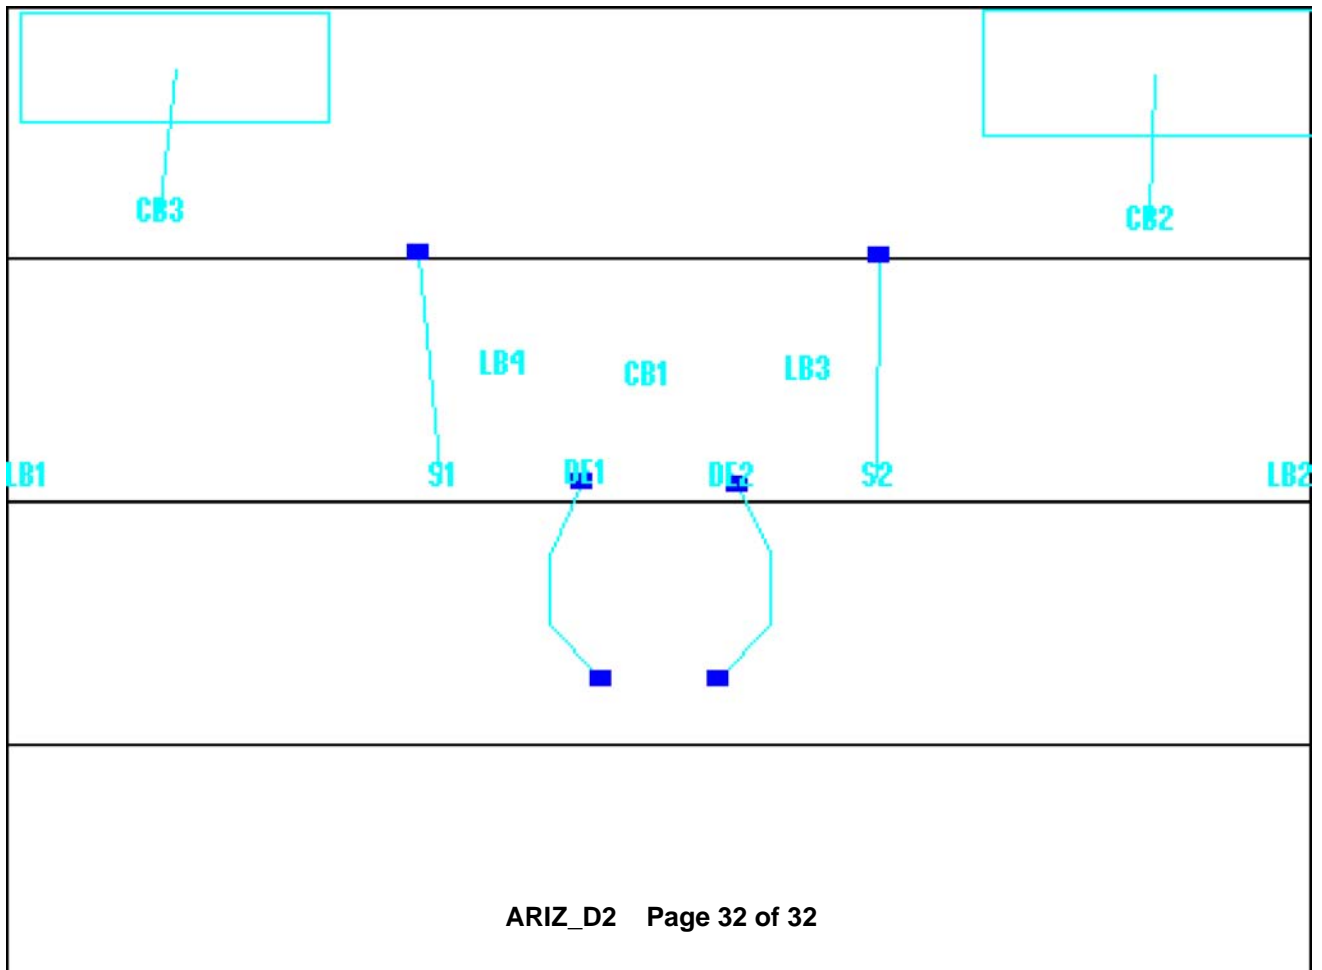 CB3
CB2
LB4
CB1
LB3
LB1
S1
DE1
DE2
S2
LB2
ARIZ_D2 Page 32 of 32